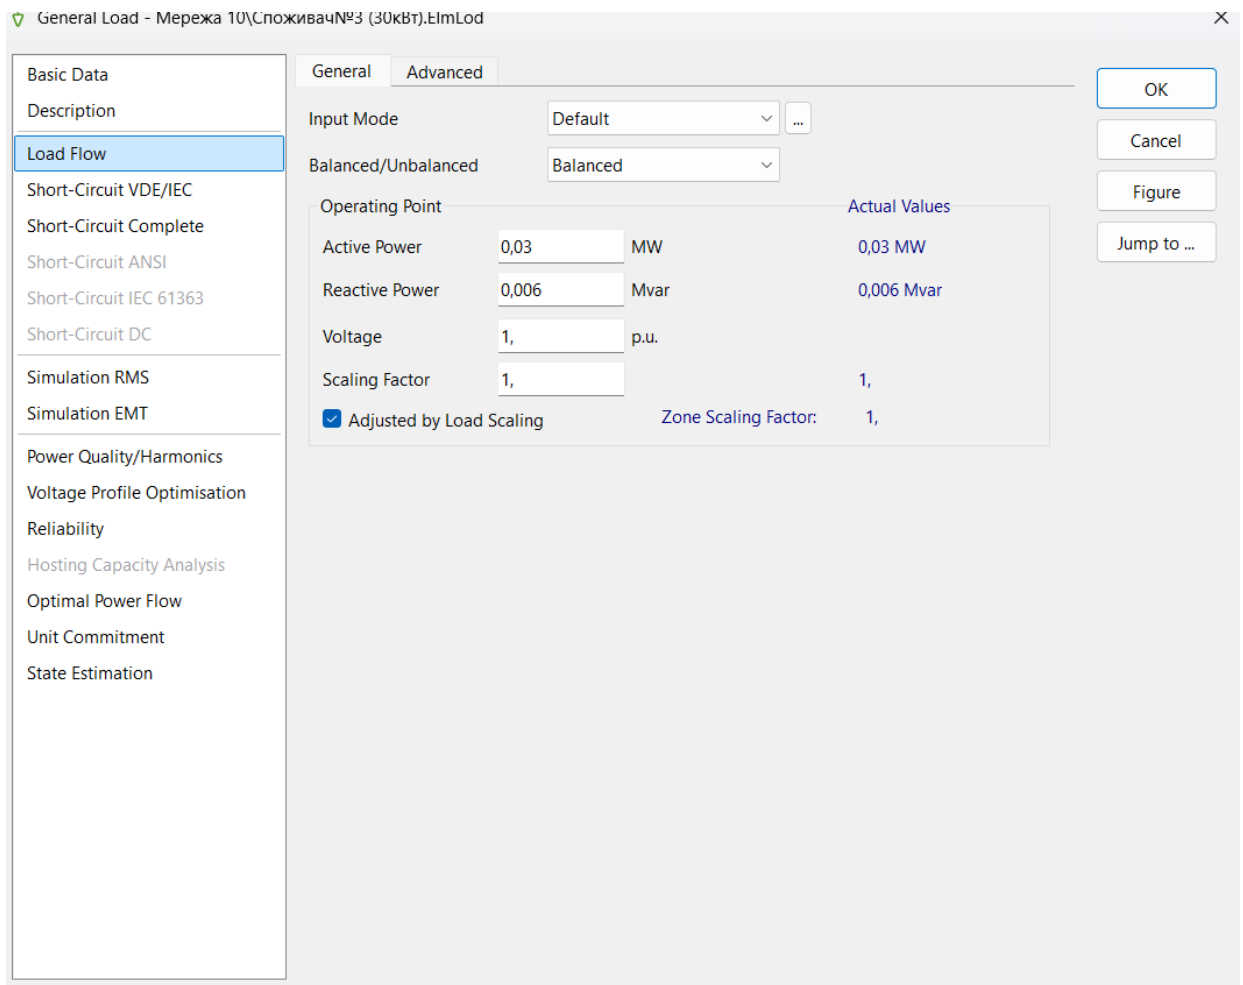 General Load - Мережа 10\Споживач№3 (30кВт).ElmLod
Basic Data
Description
Load Flow
Short-Circuit VDE/IEC
Short-Circuit Complete
Short-Circuit ANSI
Short-Circuit IEC 61363
Short-Circuit DC
Simulation RMS
Simulation EMT
Power Quality/Harmonics
Voltage Profile Optimisation
Reliability
Hosting Capacity Analysis
Optimal Power Flow
Unit Commitment
State Estimation
General Advanced
Input Mode Default ...
Balanced/Unbalanced Balanced
Operating Point Actual Values
Active Power 0,03 MW 0,03 MW
Reactive Power 0,006 Mvar 0,006 Mvar
Voltage 1, p.u.
Scaling Factor 1, 1,
Adjusted by Load Scaling Zone Scaling Factor: 1,
OK
Cancel
Figure
Jump to ...